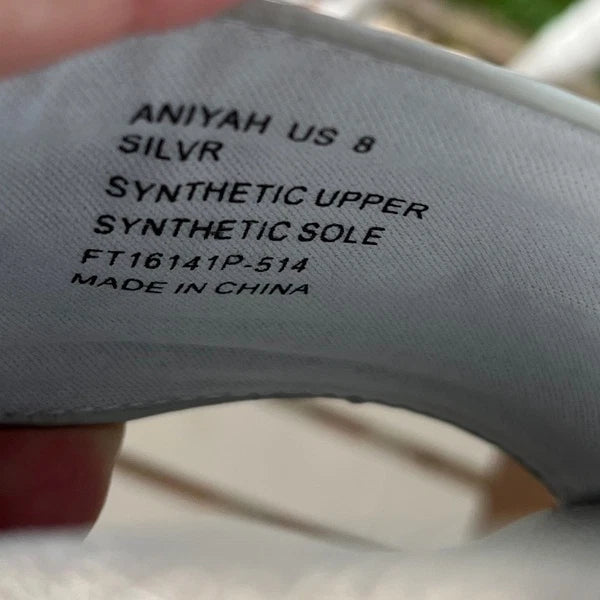 ANIYAH US 8
SILVR
SYNTHETIC UPPER
SYNTHETIC SOLE
FT16141P-514
MADE IN CHINA